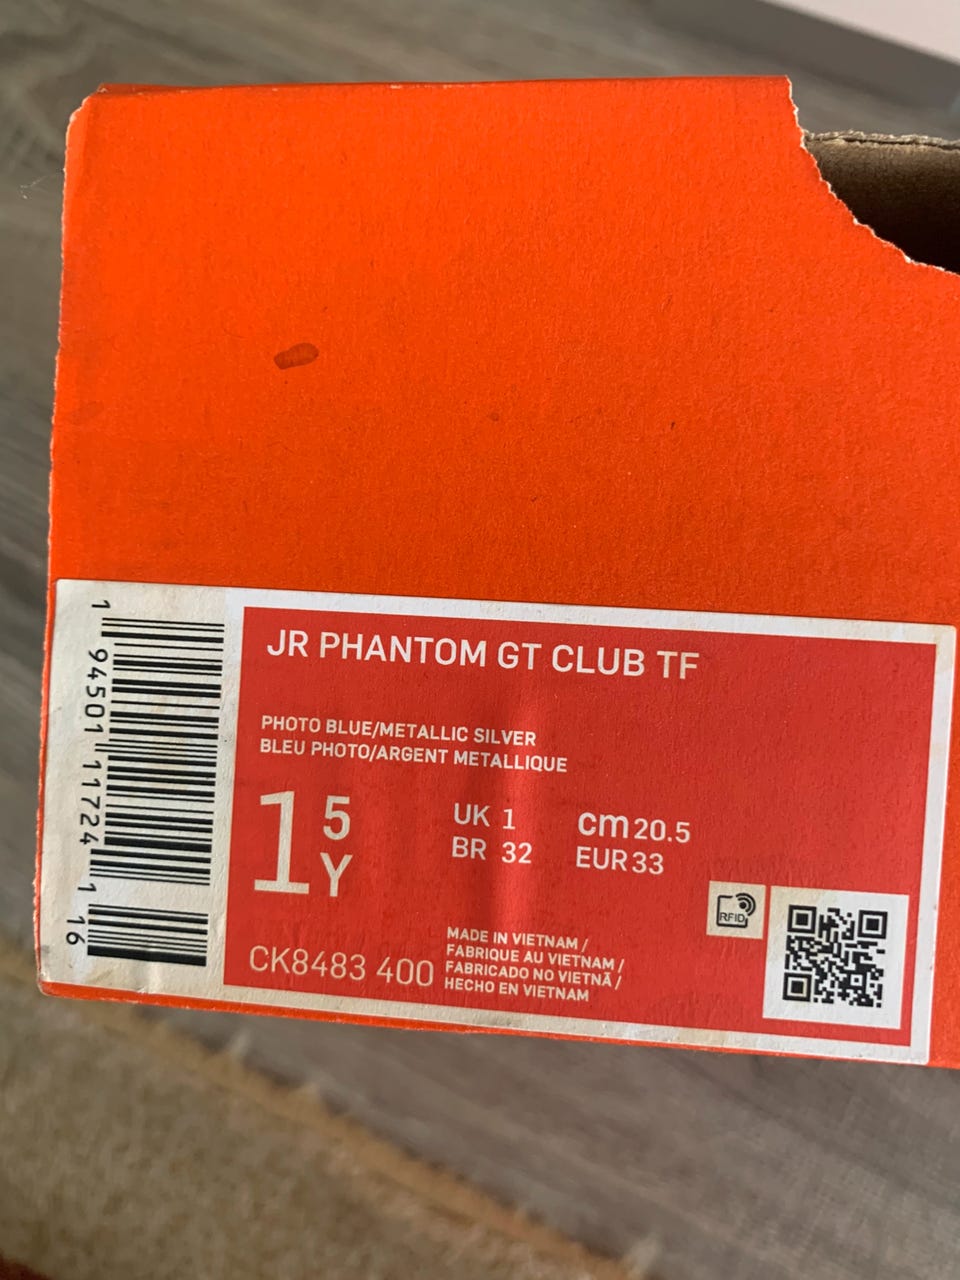 JR PHANTOM GT CLUB TF
PHOTO BLUE/METALLIC SILVER
BLEU PHOTO/ARGENT METALLIQUE
1 5 Y
UK 1
BR 32
cm 20.5
EUR 33
CK8483 400
MADE IN VIETNAM /
FABRIQUE AU VIETNAM /
FABRICADO NO VIETNÃ /
HECHO EN VIETNAM
RFID
1 94501 11724 1 16